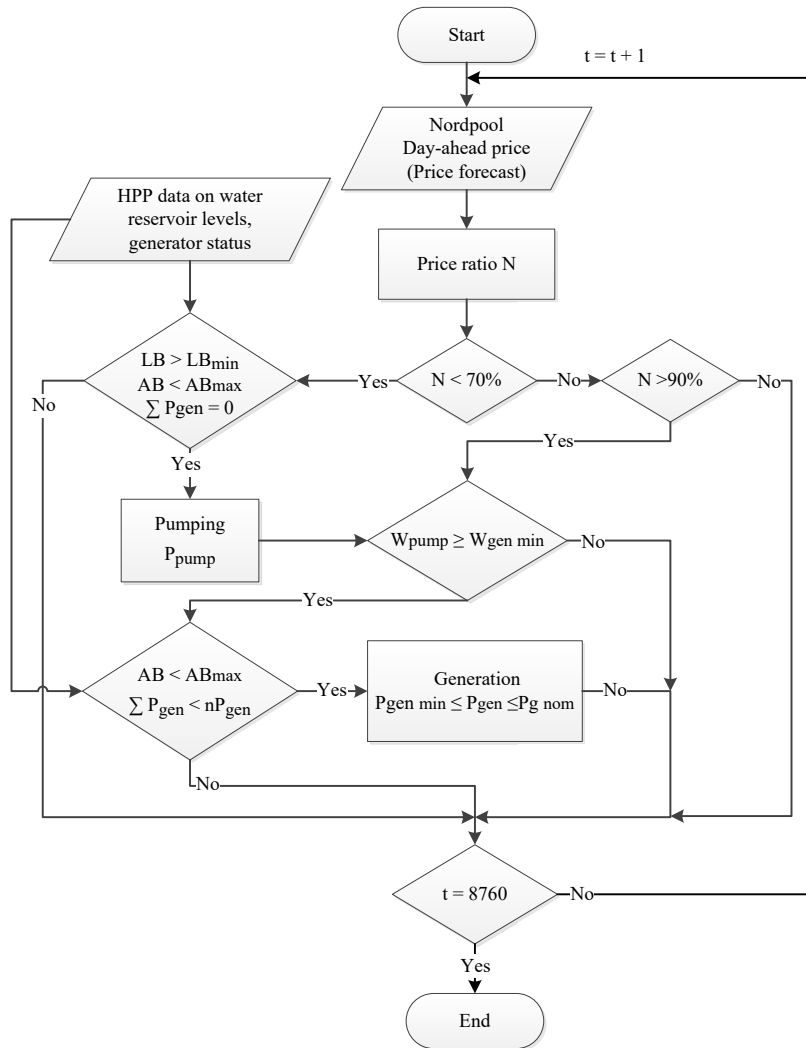 Start
t = t + 1
Nordpool
Day-ahead price
(Price forecast)
HPP data on water
reservoir levels,
generator status
Price ratio N
LB > LBmin
AB < ABmax
∑ Pgen = 0
Yes
N < 70%
No
N >90%
No
No
Yes
Yes
Pumping
Ppump
Wpump ≥ Wgen min
No
Yes
AB < ABmax
∑ Pgen < nPgen
Yes
Generation
Pgen min ≤ Pgen ≤Pg nom
No
No
t = 8760
No
Yes
End